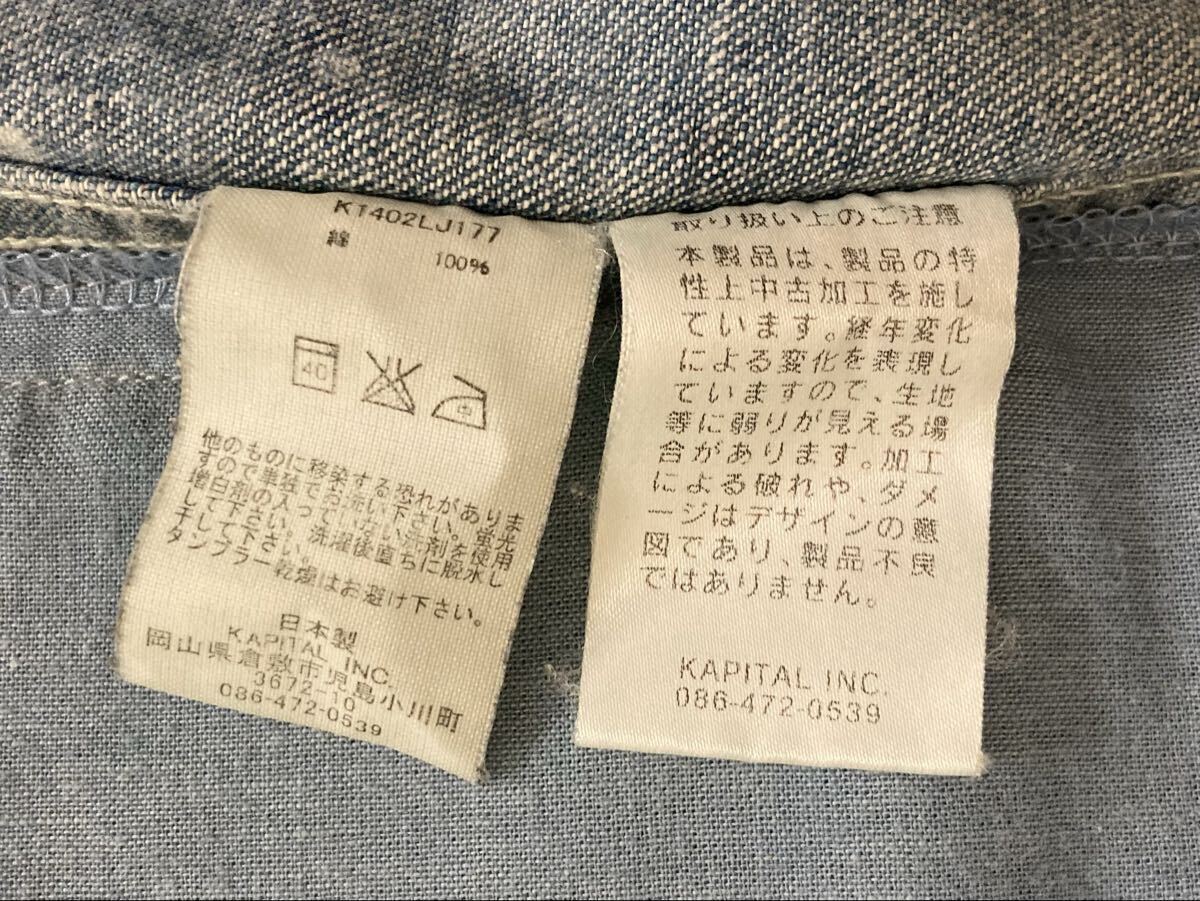 K1402LJ177
綿 100%
40
他のものに移染する恐れがありま
すので単独でお洗い下さい。蛍光
増白剤の入っていない洗剤を使用
して下さい。洗濯後直ちに脱水し
干して下さい。
タンブラー乾燥はお避け下さい。
日本製
KAPITAL INC.
岡山県倉敷市児島小川町
3672-10
086-472-0539
取り扱い上のご注意
本製品は、製品の特
性上中古加工を施し
ています。経年変化
による変化を表現し
ていますので、生地
等に弱りが見える場
合があります。加工
による破れや、ダメ
ージはデザインの意
図であり、製品不良
ではありません。
KAPITAL INC.
086-472-0539